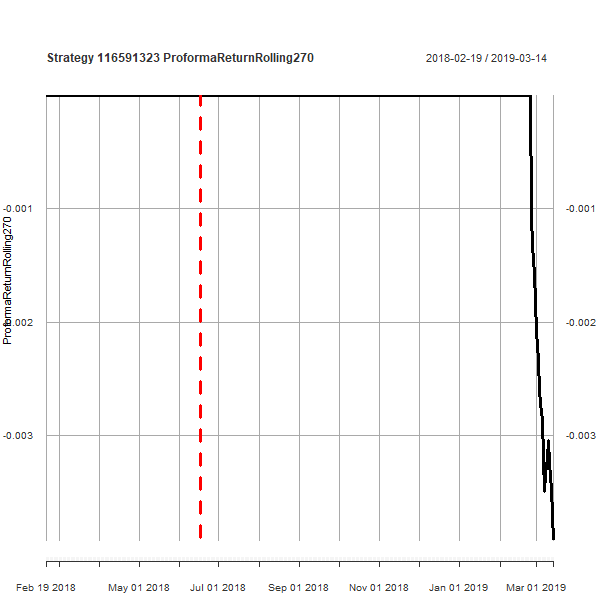 Strategy 116591323 ProformaReturnRolling270
2018-02-19 / 2019-03-14
ProformaReturnRolling270
-0.001
-0.002
-0.003
-0.001
-0.002
-0.003
Feb 19 2018
May 01 2018
Jul 01 2018
Sep 01 2018
Nov 01 2018
Jan 01 2019
Mar 01 2019